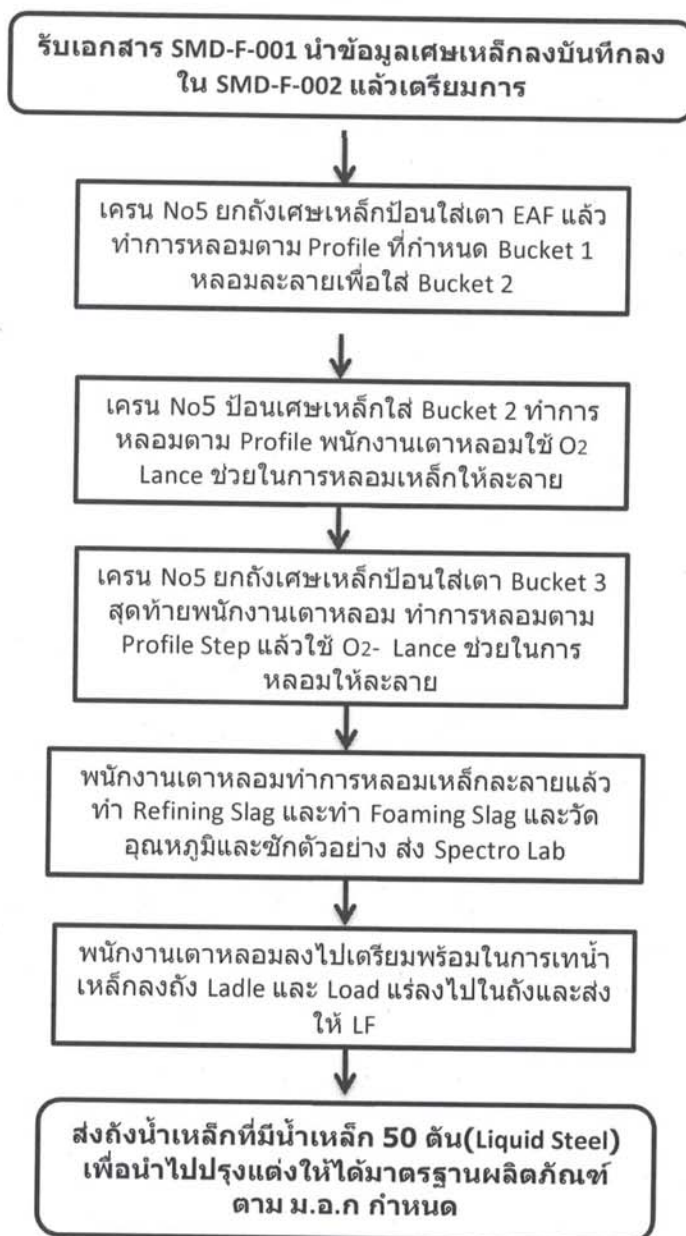 รับเอกสาร SMD-F-001 นำข้อมูลเศษเหล็กลงบันทึกลง
ใน SMD-F-002 แล้วเตรียมการ
เครน No5 ยกถังเศษเหล็กป้อนใส่เตา EAF แล้ว
ทำการหลอมตาม Profile ที่กำหนด Bucket 1
หลอมละลายเพื่อใส่ Bucket 2
เครน No5 ป้อนเศษเหล็กใส่ Bucket 2 ทำการ
หลอมตาม Profile พนักงานเตาหลอมใช้ O2
Lance ช่วยในการหลอมเหล็กให้ละลาย
เครน No5 ยกถังเศษเหล็กป้อนใส่เตา Bucket 3
สุดท้ายพนักงานเตาหลอม ทำการหลอมตาม
Profile Step แล้วใช้ O2- Lance ช่วยในการ
หลอมให้ละลาย
พนักงานเตาหลอมทำการหลอมเหล็กละลายแล้ว
ทำ Refining Slag และทำ Foaming Slag และวัด
อุณหภูมิและชักตัวอย่าง ส่ง Spectro Lab
พนักงานเตาหลอมลงไปเตรียมพร้อมในการเทน้ำ
เหล็กลงถัง Ladle และ Load แร่ลงไปในถังและส่ง
ให้ LF
ส่งถังน้ำเหล็กที่มีน้ำเหล็ก 50 ตัน(Liquid Steel)
เพื่อนำไปปรุงแต่งให้ได้มาตรฐานผลิตภัณฑ์
ตาม ม.อ.ก กำหนด